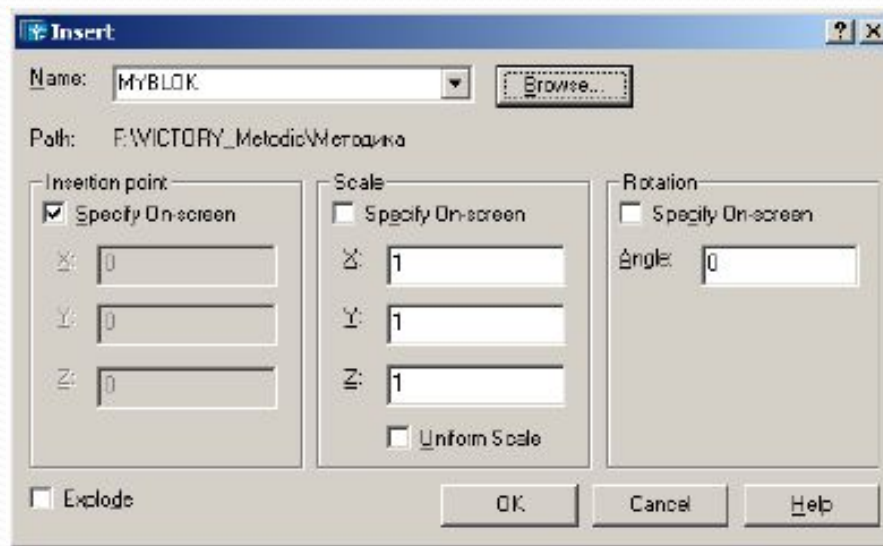 Insert
Name: MYBLOK Browse...
Path: F:\VICTORY_Metodic\Методика
Insertion point
Specify On-screen
X: 0
Y: 0
Z: 0
Scale
Specify On-screen
X: 1
Y: 1
Z: 1
Uniform Scale
Rotation
Specify On-screen
Angle: 0
Explode
OK Cancel Help